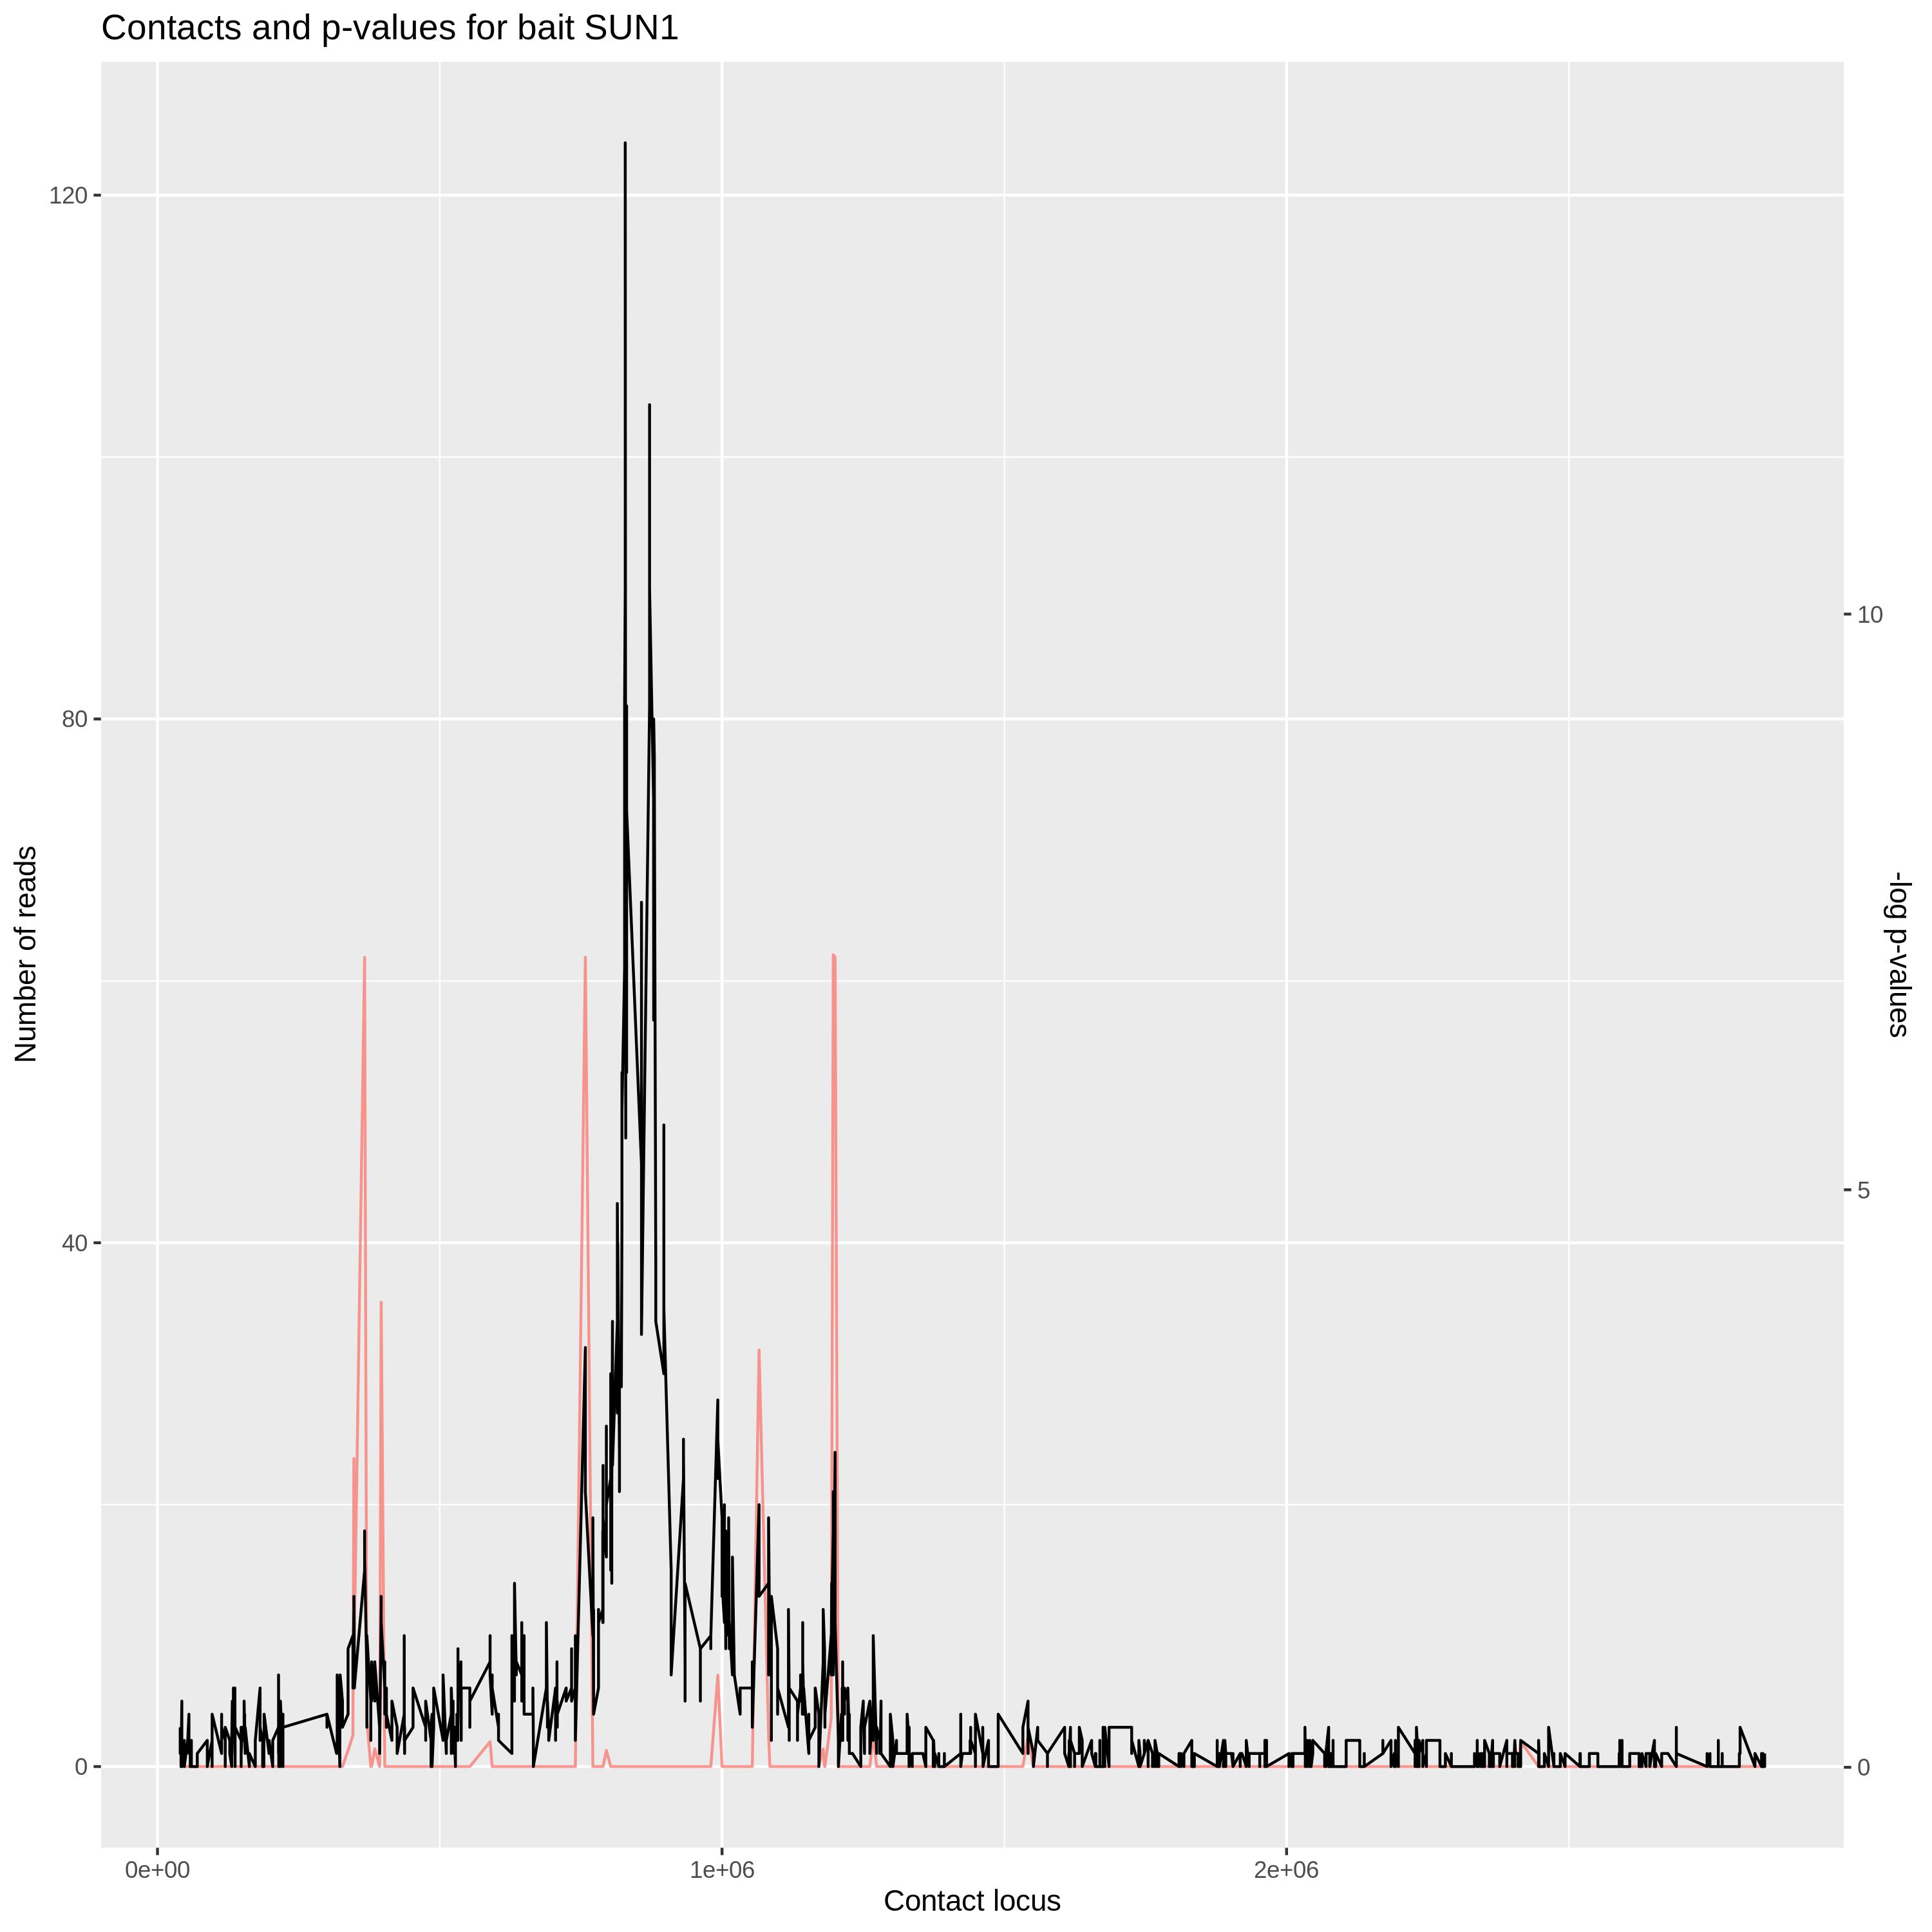 Contacts and p-values for bait SUN1
120
80
40
0
Number of reads
10
5
0
-log p-values
0e+00
1e+06
2e+06
Contact locus